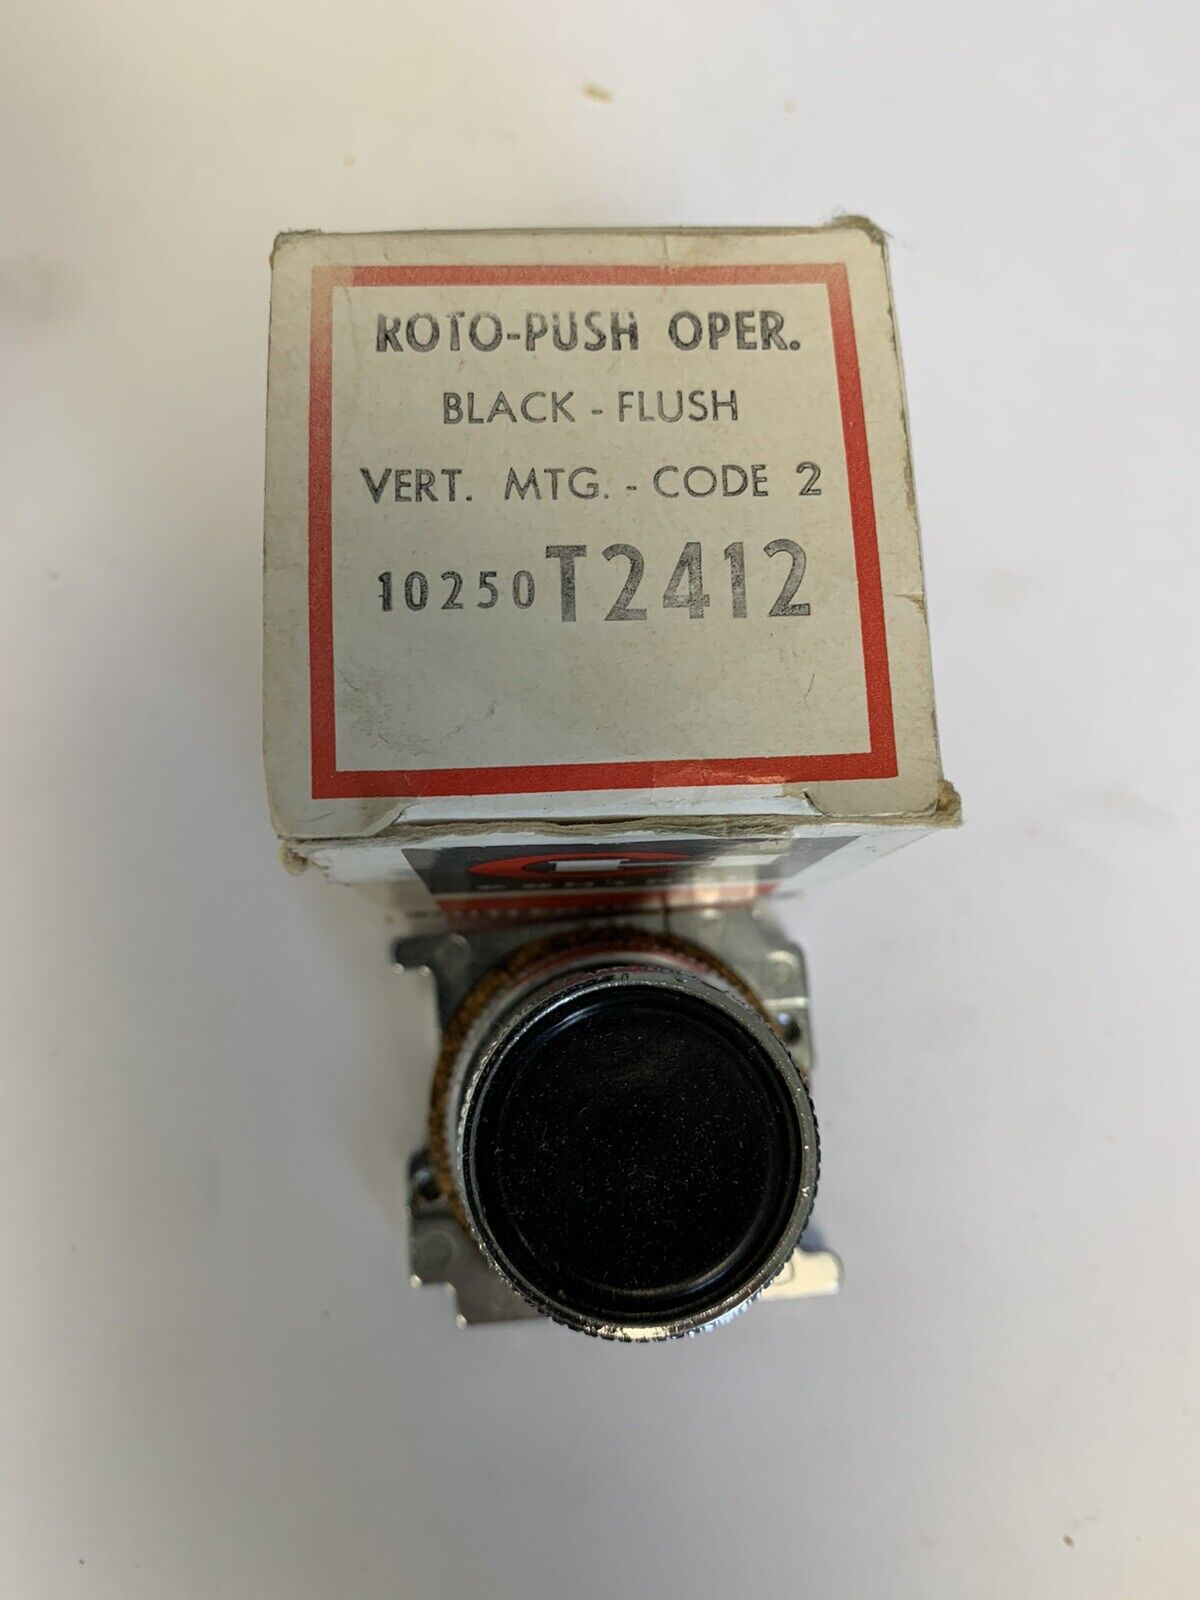 ROTO-PUSH OPER.
BLACK - FLUSH
VERT. MTG. - CODE 2
10250T2412